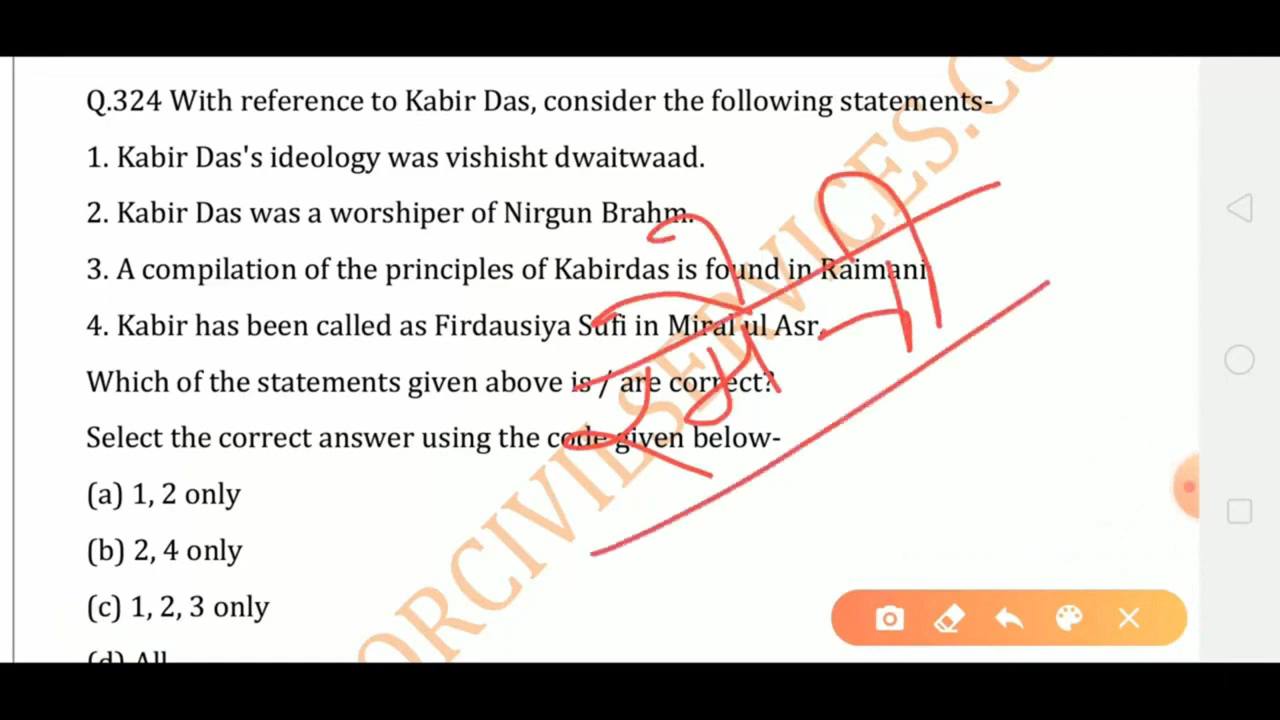 Q.324 With reference to Kabir Das, consider the following statements-
1. Kabir Das's ideology was vishisht dwaitwaad.
2. Kabir Das was a worshiper of Nirgun Brahm.
3. A compilation of the principles of Kabirdas is found in Raimani
4. Kabir has been called as Firdausiya Sufi in Miral ul Asr.
Which of the statements given above is / are correct?
Select the correct answer using the code given below-
(a) 1, 2 only
(b) 2, 4 only
(c) 1, 2, 3 only
(d) All
रमैनी
ORCIVILSERVICES.CO